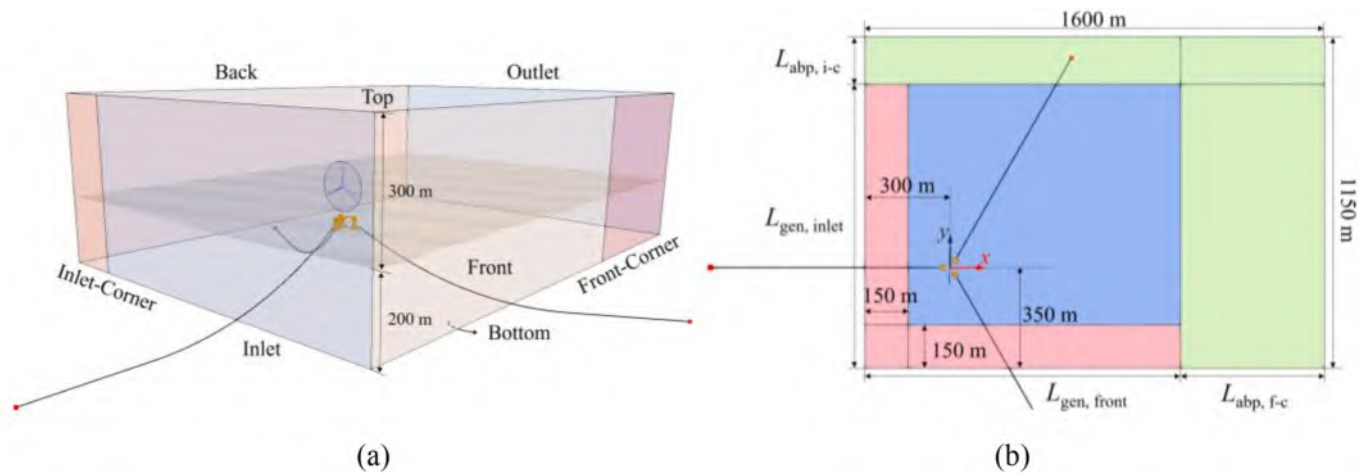 Back
Outlet
Top
300 m
Inlet-Corner
Front
Front-Corner
200 m
Inlet
Bottom
(a)
1600 m
L_abp, i-c
300 m
L_gen, inlet
y
x
1150 m
150 m
350 m
150 m
L_gen, front
L_abp, f-c
(b)